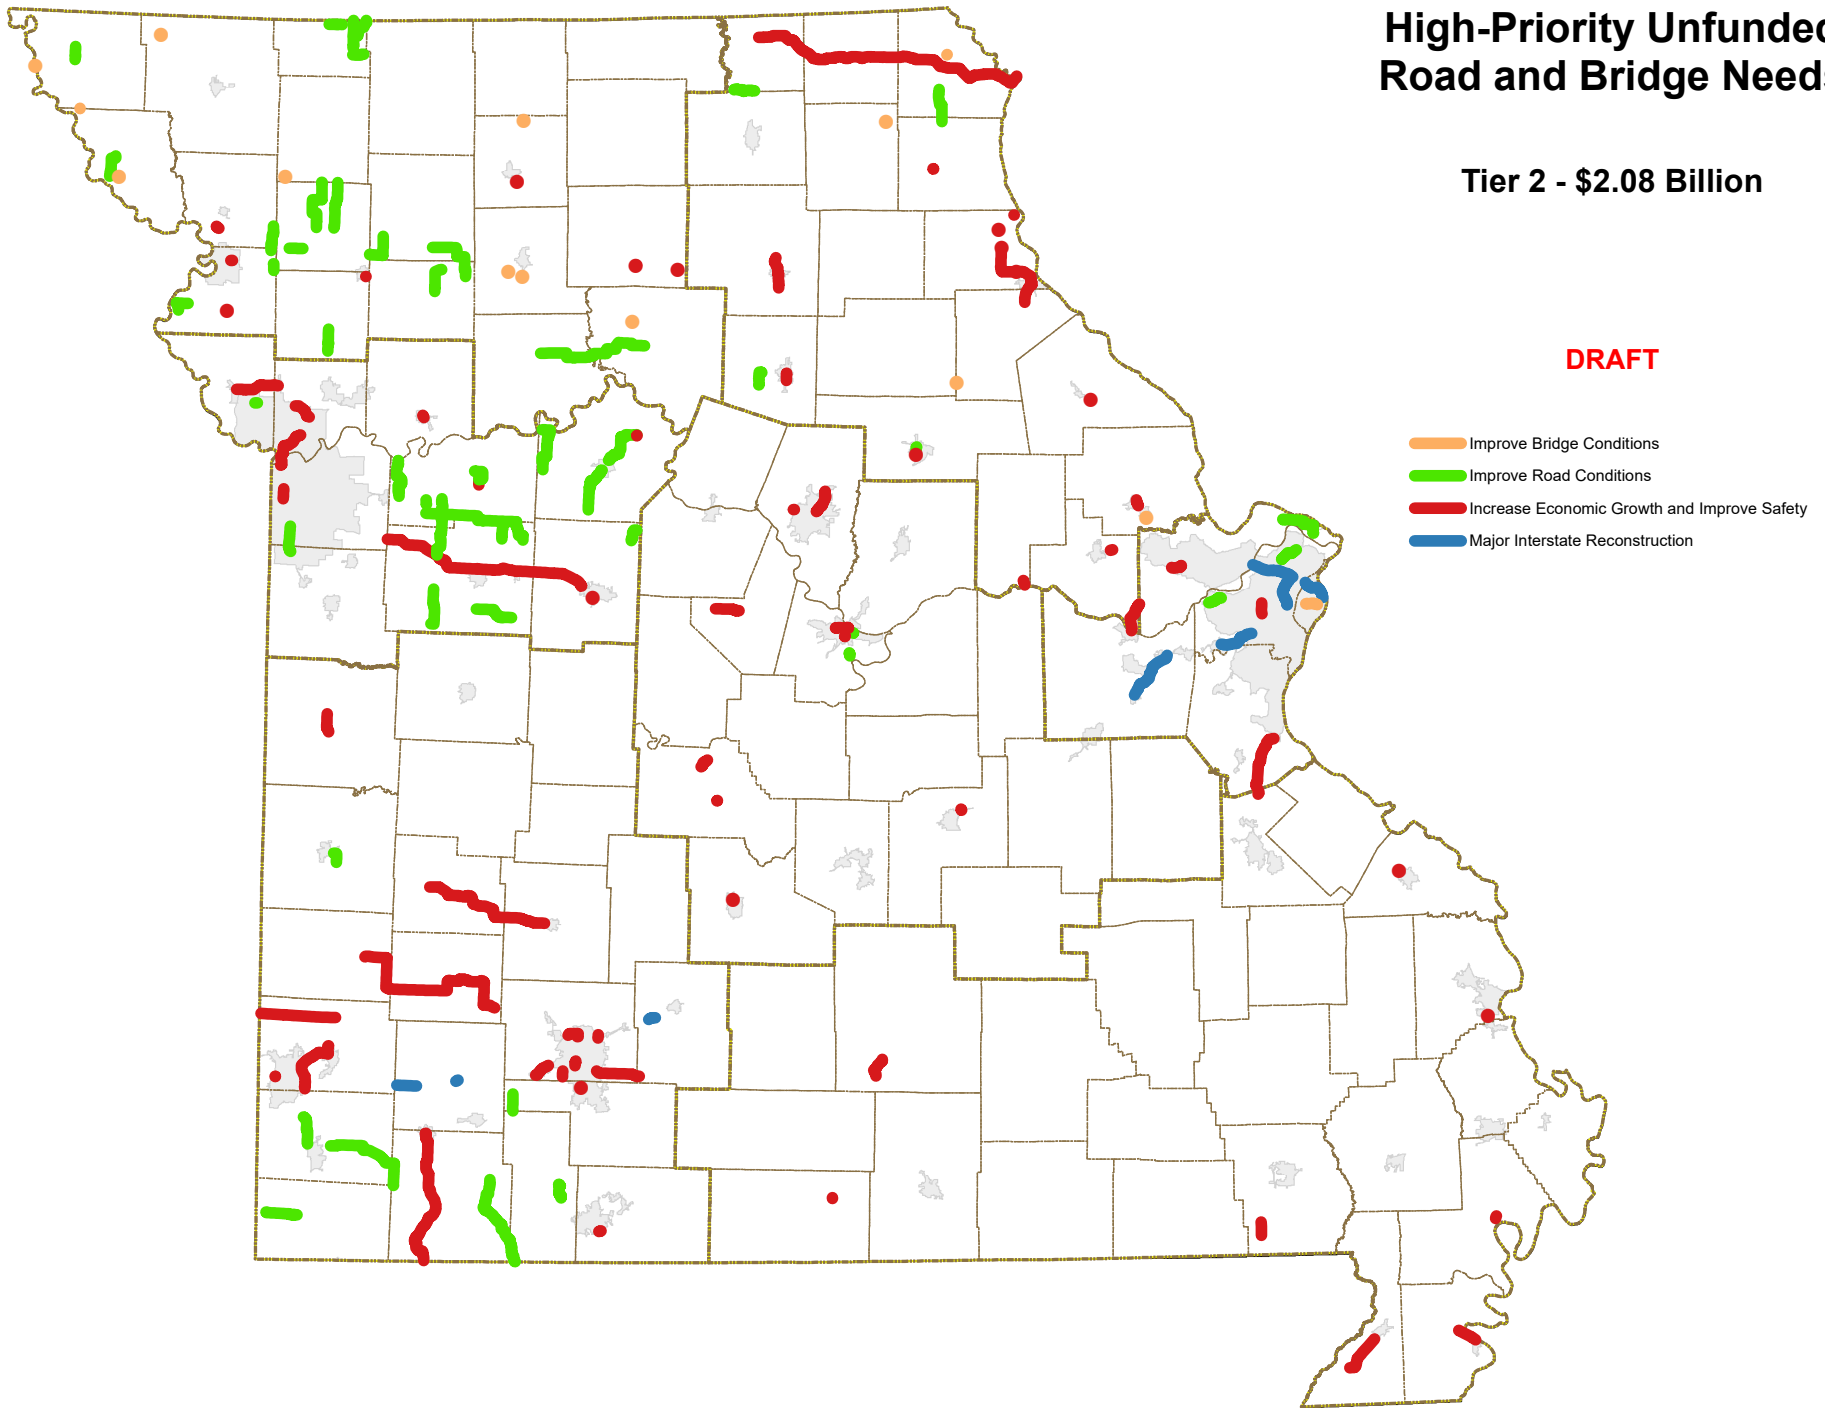 High-Priority Unfunded
Road and Bridge Needs
Tier 2 - $2.08 Billion
DRAFT
Improve Bridge Conditions
Improve Road Conditions
Increase Economic Growth and Improve Safety
Major Interstate Reconstruction